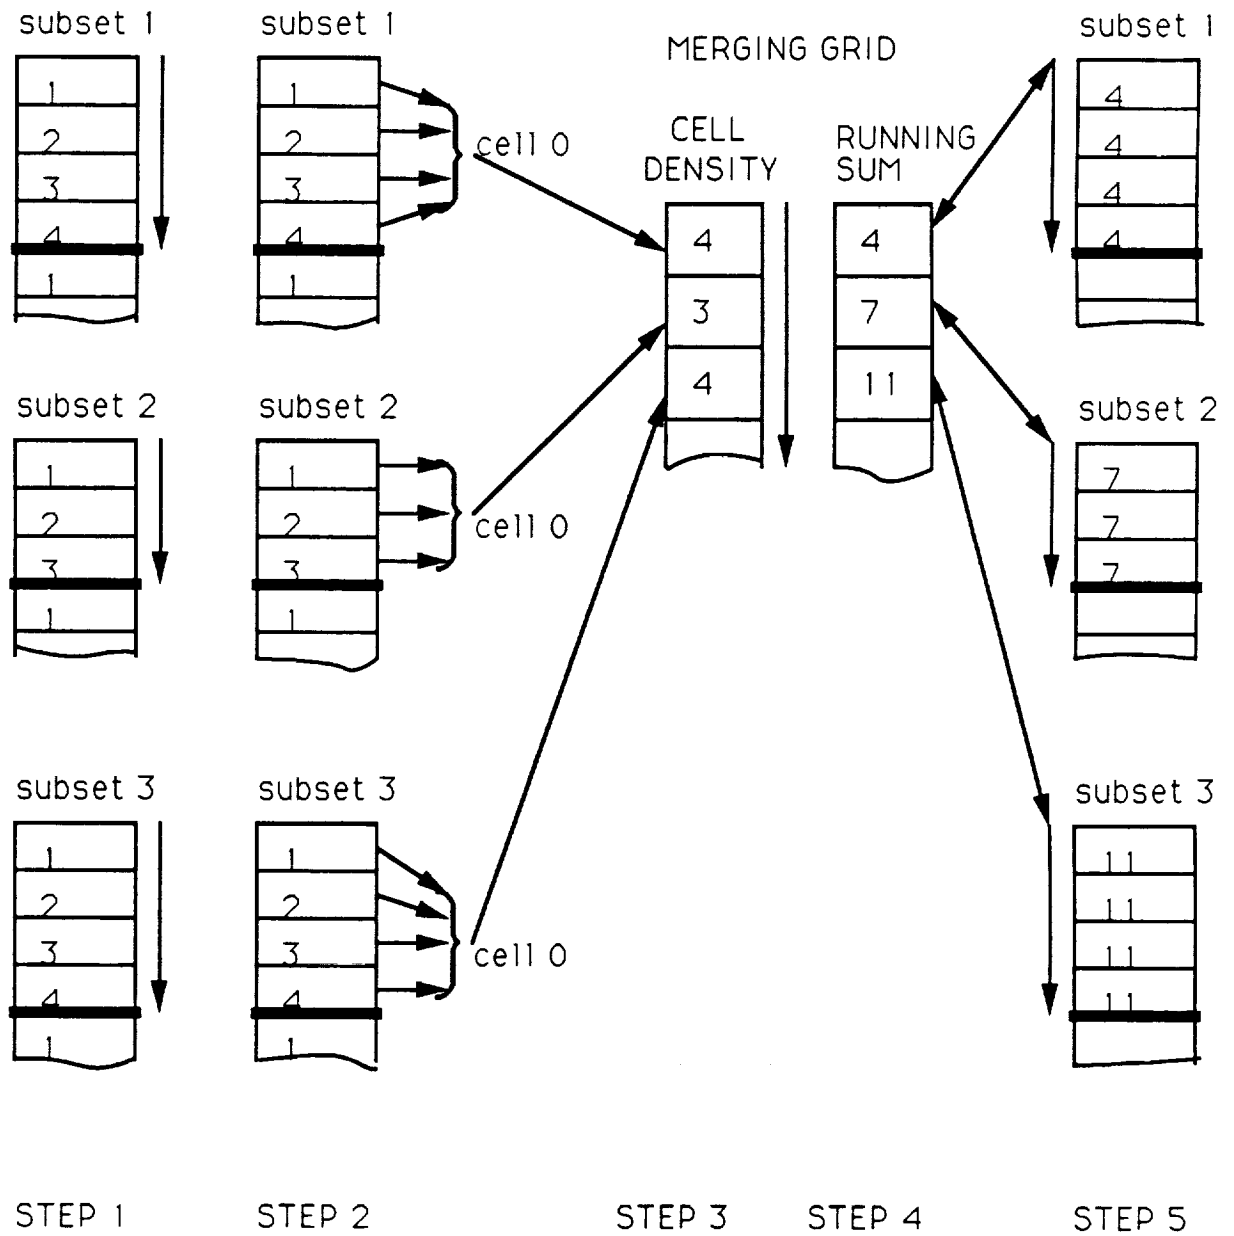 subset 1
1
2
3
4
1
subset 2
1
2
3
1
subset 3
1
2
3
4
1
STEP 1
subset 1
1
2
3
4
1
cell 0
subset 2
1
2
3
1
cell 0
subset 3
1
2
3
4
1
cell 0
STEP 2
MERGING GRID
CELL
DENSITY
4
3
4
STEP 3
RUNNING
SUM
4
7
11
STEP 4
subset 1
4
4
4
4
subset 2
7
7
7
subset 3
11
11
11
11
STEP 5